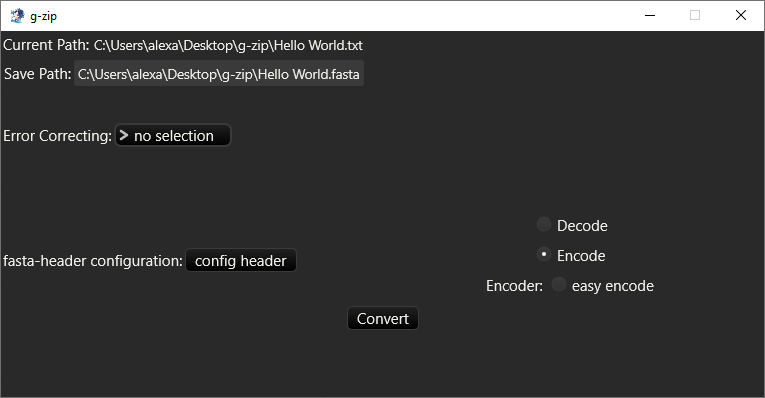 g-zip
Current Path: C:\Users\alexa\Desktop\g-zip\Hello World.txt
Save Path: C:\Users\alexa\Desktop\g-zip\Hello World.fasta
Error Correcting: > no selection
Decode
Encode
fasta-header configuration: config header
Encoder: easy encode
Convert